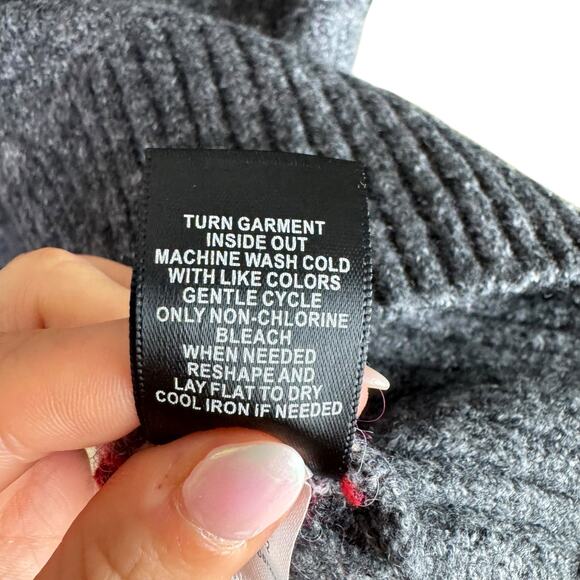 TURN GARMENT
INSIDE OUT
MACHINE WASH COLD
WITH LIKE COLORS
GENTLE CYCLE
ONLY NON-CHLORINE
BLEACH
WHEN NEEDED
RESHAPE AND
LAY FLAT TO DRY
COOL IRON IF NEEDED